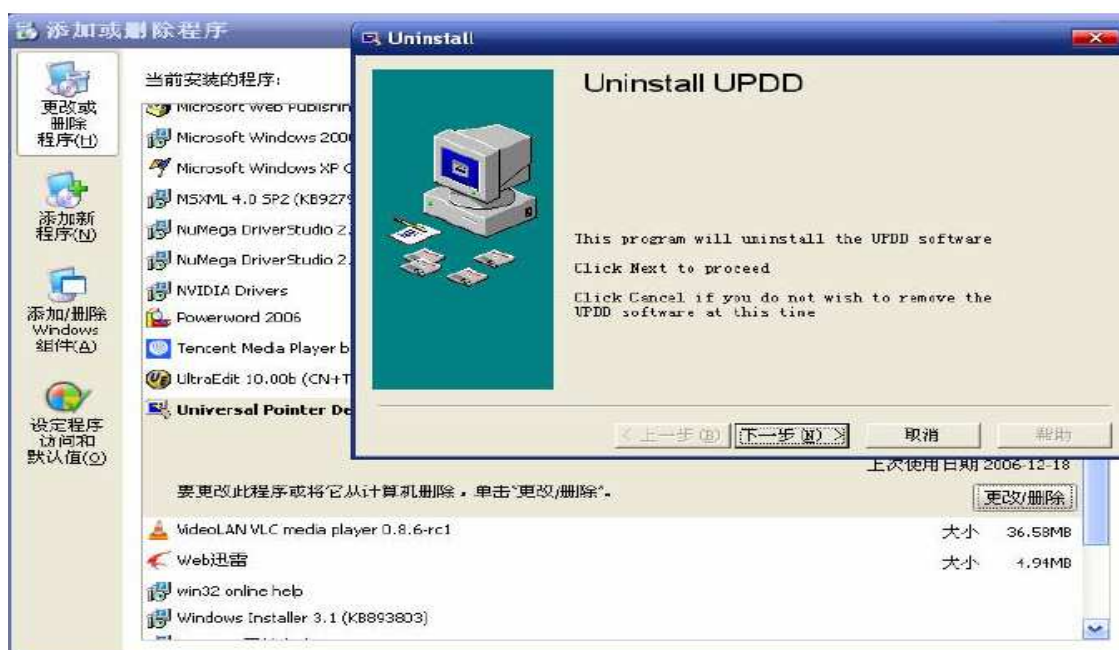 添加或删除程序
更改或
删除
程序(H)
添加新
程序(N)
添加/删除
Windows
组件(A)
设定程序
访问和
默认值(O)
当前安装的程序:
Microsoft Web Publishin
Microsoft Windows 200
Microsoft Windows XP
MSXML 4.0 SP2 (KB9279
NuMega DriverStudio 2.
NuMega DriverStudio 2.
NVIDIA Drivers
Powerword 2006
Tencent Media Player b
UltraEdit 10.00b (CN+T
Universal Pointer De
上次使用日期 2006-12-18
要更改此程序或将它从计算机删除，单击“更改/删除”。
更改/删除
VideoLAN VLC media player 0.8.6-rc1
大小 36.58MB
Web迅雷
大小 4.94MB
win32 online help
Windows Installer 3.1 (KB893803)
Uninstall
Uninstall UPDD
This program will uninstall the UPDD software
Click Next to proceed
Click Cancel if you do not wish to remove the
UPDD software at this time
< 上一步(B)
下一步(N) >
取消
帮助